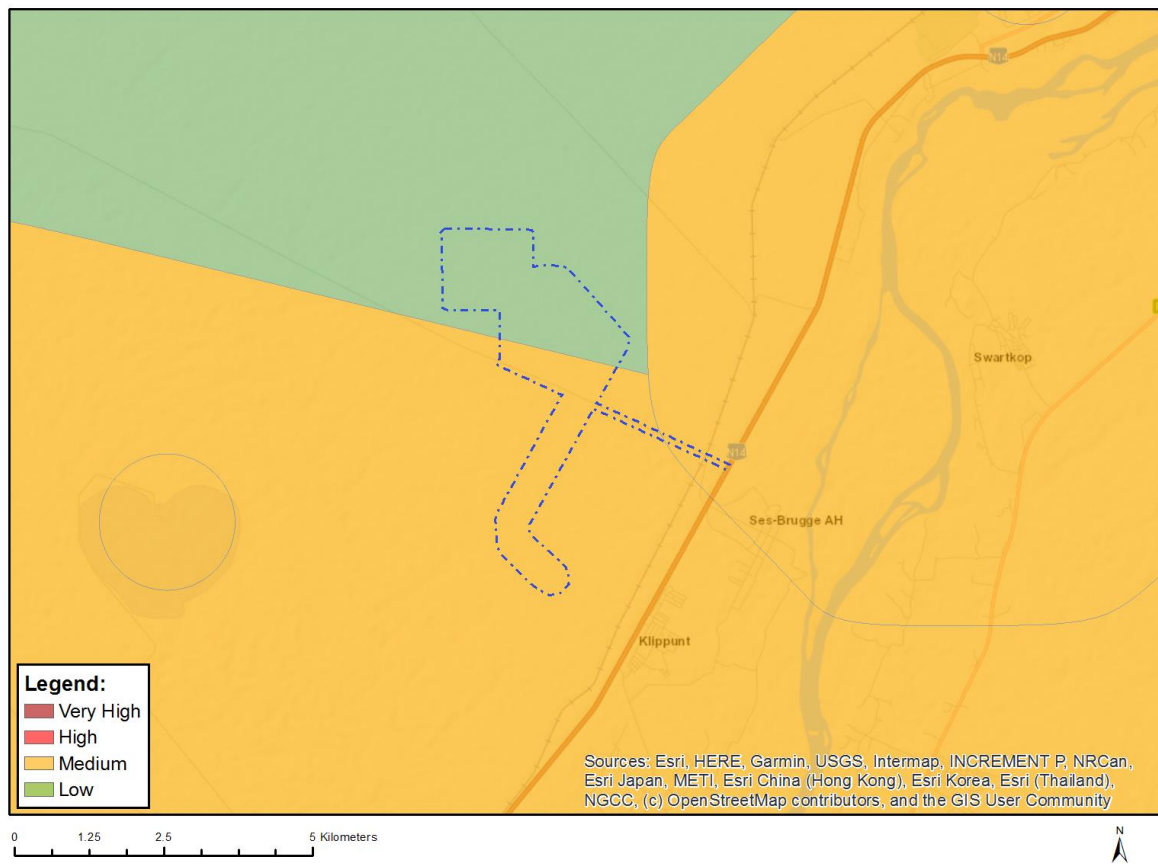 N14
Swartkop
N14
Ses-Brugge AH
Klippunt
Legend:
Very High
High
Medium
Low
Sources: Esri, HERE, Garmin, USGS, Intermap, INCREMENT P, NRCan,
Esri Japan, METI, Esri China (Hong Kong), Esri Korea, Esri (Thailand),
NGCC, (c) OpenStreetMap contributors, and the GIS User Community
0 1.25 2.5 5 Kilometers
N